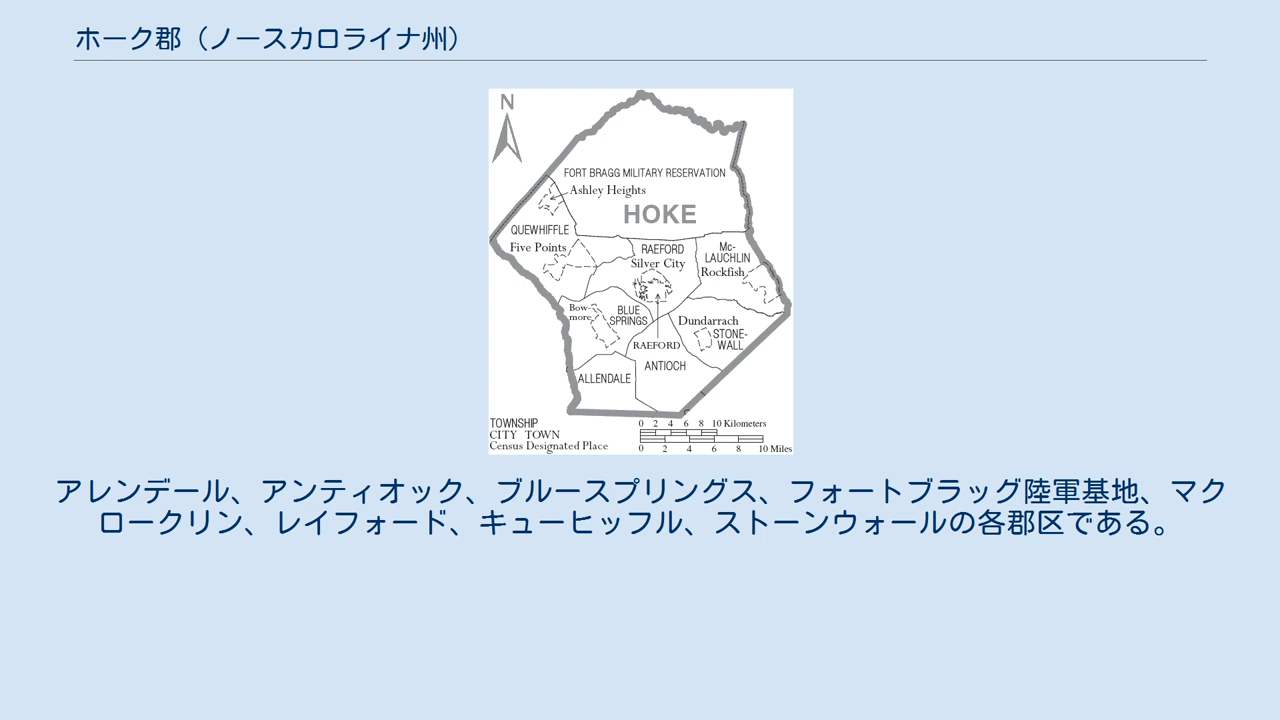 ホーク郡（ノースカロライナ州）
N
FORT BRAGG MILITARY RESERVATION
Ashley Heights
HOKE
QUEWHIFFLE
Five Points
RAEFORD
Silver City
Mc-
LAUCHLIN
Rockfish
Bow-
more
BLUE
SPRINGS
Dundarrach
STONE-
WALL
RAEFORD
ANTIOCH
ALLENDALE
TOWNSHIP
CITY TOWN
Census Designated Place
0 2 4 6 8 10 Kilometers
0 2 4 6 8 10 Miles
アレンデール、アンティオック、ブルースプリングス、フォートブラッグ陸軍基地、マク
ロークリン、レイフォード、キューヒッフル、ストーンウォールの各郡区である。